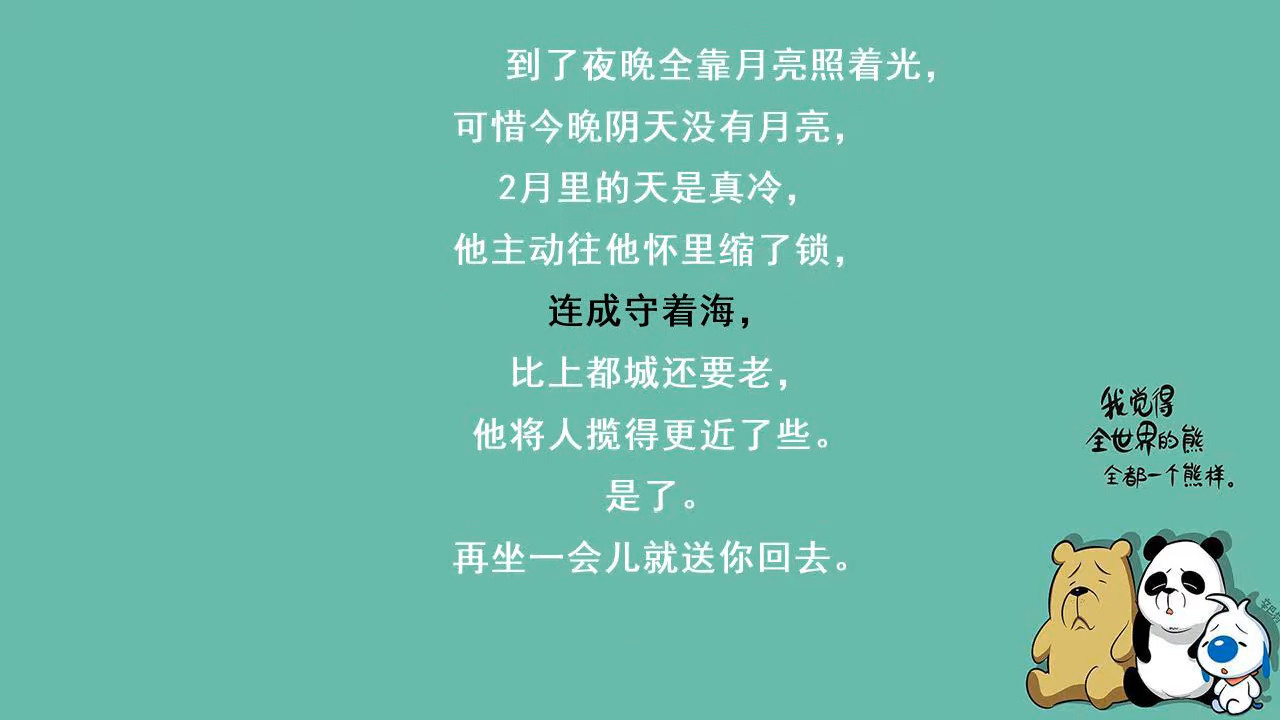 到了夜晚全靠月亮照着光，
可惜今晚阴天没有月亮，
2月里的天是真冷，
他主动往他怀里缩了锁，
连成守着海，
比上都城还要老，
他将人揽得更近了些。
是了。
再坐一会儿就送你回去。
我觉得
全世界的熊
全都一个熊样。